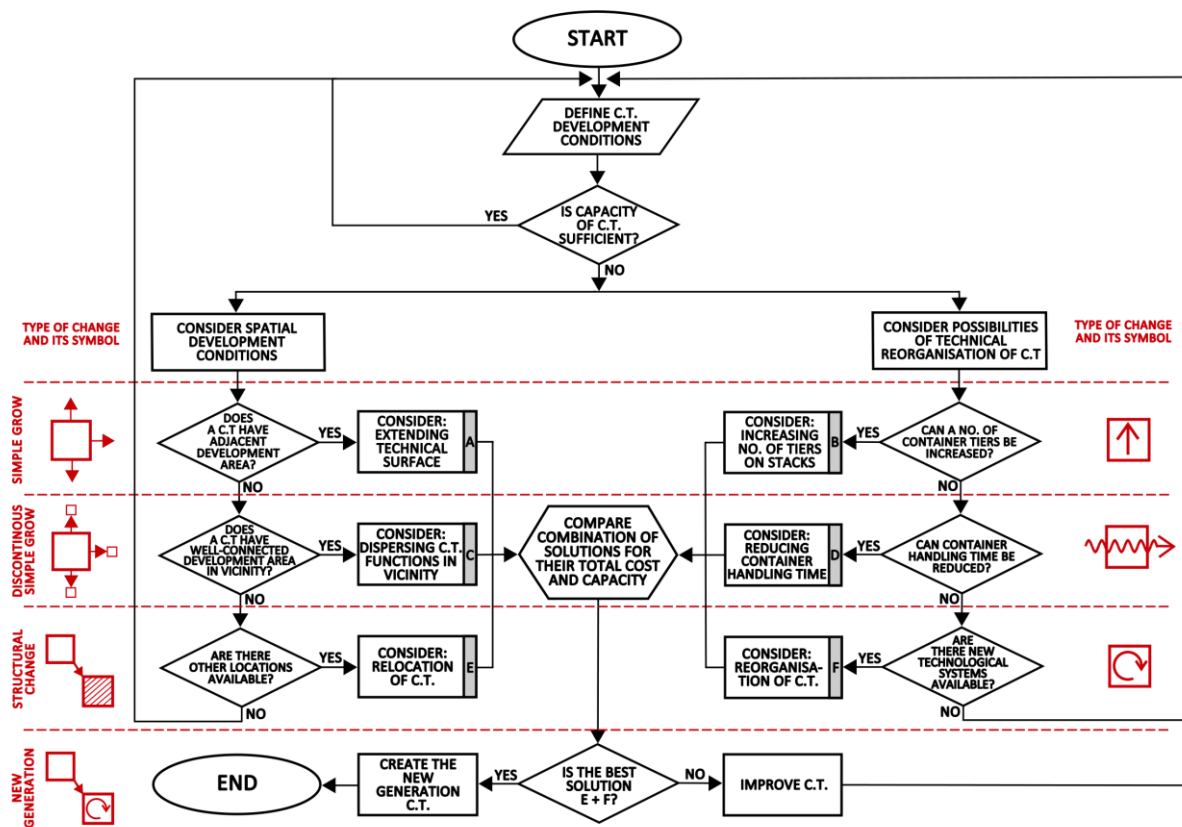 START
DEFINE C.T.
DEVELOPMENT
CONDITIONS
YES
IS CAPACITY
OF C.T.
SUFFICIENT?
NO
TYPE OF CHANGE
AND ITS SYMBOL
CONSIDER SPATIAL
DEVELOPMENT
CONDITIONS
CONSIDER POSSIBILITIES
OF TECHNICAL
REORGANISATION OF C.T
TYPE OF CHANGE
AND ITS SYMBOL
SIMPLE GROW
DOES
A C.T HAVE
ADJACENT
DEVELOPMENT
AREA?
YES
NO
CONSIDER:
EXTENDING
TECHNICAL
SURFACE
A
CONSIDER:
INCREASING
NO. OF TIERS
ON STACKS
B
YES
CAN A NO. OF
CONTAINER TIERS BE
INCREASED?
NO
DISCONTINOUS
SIMPLE GROW
DOES
A C.T HAVE
WELL-CONNECTED
DEVELOPMENT AREA
IN VICINITY?
YES
NO
CONSIDER:
DISPERSING C.T.
FUNCTIONS IN
VICINITY
C
COMPARE
COMBINATION OF
SOLUTIONS FOR
THEIR TOTAL COST
AND CAPACITY
CONSIDER:
REDUCING
CONTAINER
HANDLING TIME
D
YES
CAN CONTAINER
HANDLING TIME BE
REDUCED?
NO
STRUCTURAL
CHANGE
ARE THERE
OTHER LOCATIONS
AVAILABLE?
YES
NO
CONSIDER:
RELOCATION
OF C.T.
E
CONSIDER:
REORGANISA-
TION OF C.T.
F
YES
ARE
THERE NEW
TECHNOLOGICAL
SYSTEMS
AVAILABLE?
NO
NEW
GENERATION
END
CREATE THE
NEW
GENERATION
C.T.
YES
IS THE BEST
SOLUTION
E + F?
NO
IMPROVE C.T.